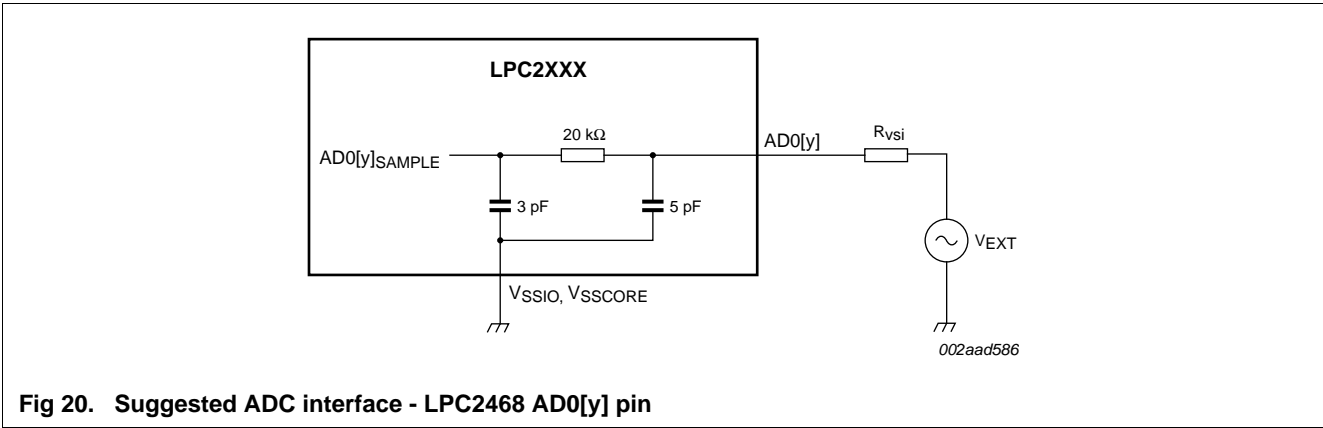 LPC2XXX
20 kΩ
AD0[y]
Rvsi
AD0[y]SAMPLE
3 pF
5 pF
VEXT
VSSIO, VSSCORE
002aad586
Fig 20. Suggested ADC interface - LPC2468 AD0[y] pin